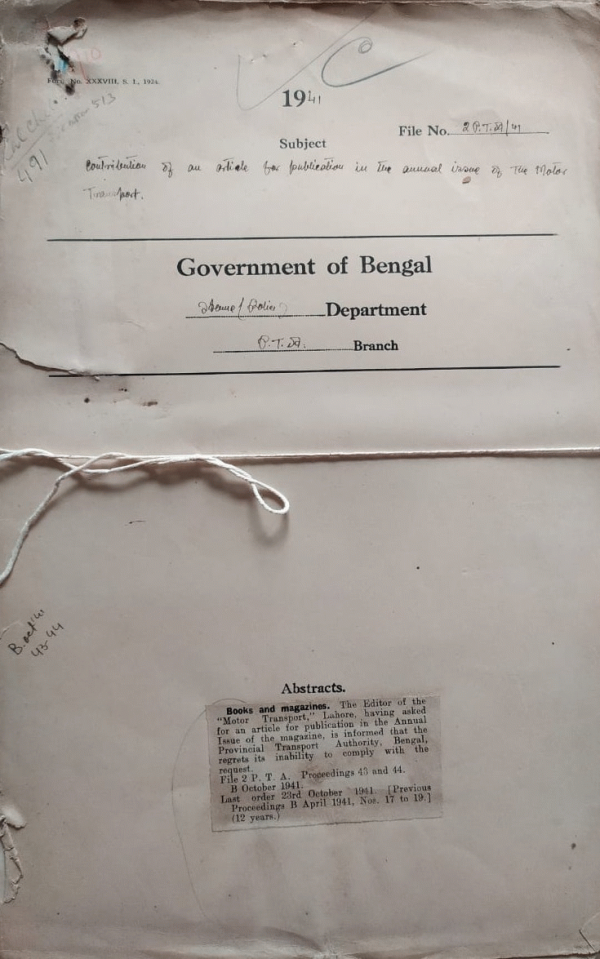 Form No. XXXVIII, S. 1, 1924.
1941
File No. 2 P.T.A/41
Subject
Contribution of an article for publication in the annual issue of The Motor
Transport.
Government of Bengal
Home (Police) Department
P.T.A. Branch
B. Oct '41
43-44
Abstracts.
Books and magazines. The Editor of the
"Motor Transport," Lahore, having asked
for an article for publication in the Annual
Issue of the magazine, is informed that the
Provincial Transport Authority, Bengal,
regrets its inability to comply with the
request.
File 2 P. T. A. Proceedings 43 and 44.
B October 1941.
Last order 23rd October 1941. [Previous
Proceedings B April 1941, Nos. 17 to 19.]
(12 years.)